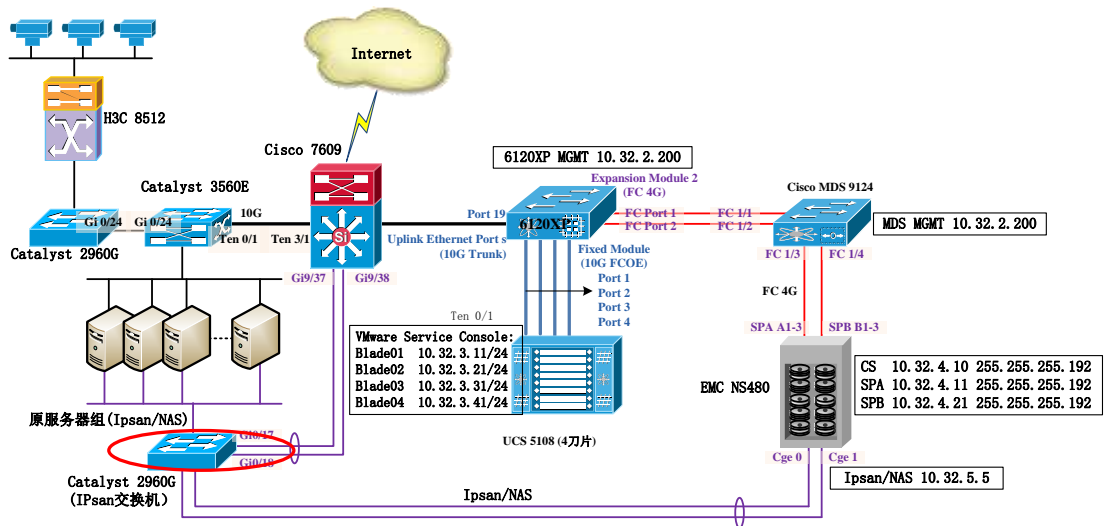 Internet
H3C 8512
Cisco 7609
6120XP MGMT 10.32.2.200
Expansion Module 2
(FC 4G)
Cisco MDS 9124
Catalyst 3560E
Gi 0/24
Gi 0/24
10G
Port 19
6120XP
FC Port 1
FC 1/1
FC Port 2
FC 1/2
MDS MGMT 10.32.2.200
Ten 0/1
Ten 3/1
Si
Uplink Ethernet Port s
(10G Trunk)
Fixed Module
(10G FCOE)
FC 1/3
FC 1/4
Catalyst 2960G
Gi9/37
Gi9/38
Port 1
Port 2
Port 3
Port 4
FC 4G
Ten 0/1
SPA A1-3
SPB B1-3
VMware Service Console:
Blade01 10.32.3.11/24
Blade02 10.32.3.21/24
Blade03 10.32.3.31/24
Blade04 10.32.3.41/24
EMC NS480
CS 10.32.4.10 255.255.255.192
SPA 10.32.4.11 255.255.255.192
SPB 10.32.4.21 255.255.255.192
原服务器组(Ipsan/NAS)
Gi0/17
Gi0/18
UCS 5108 (4刀片)
Cge 0
Cge 1
Catalyst 2960G
(IPsan交换机)
Ipsan/NAS
Ipsan/NAS 10.32.5.5